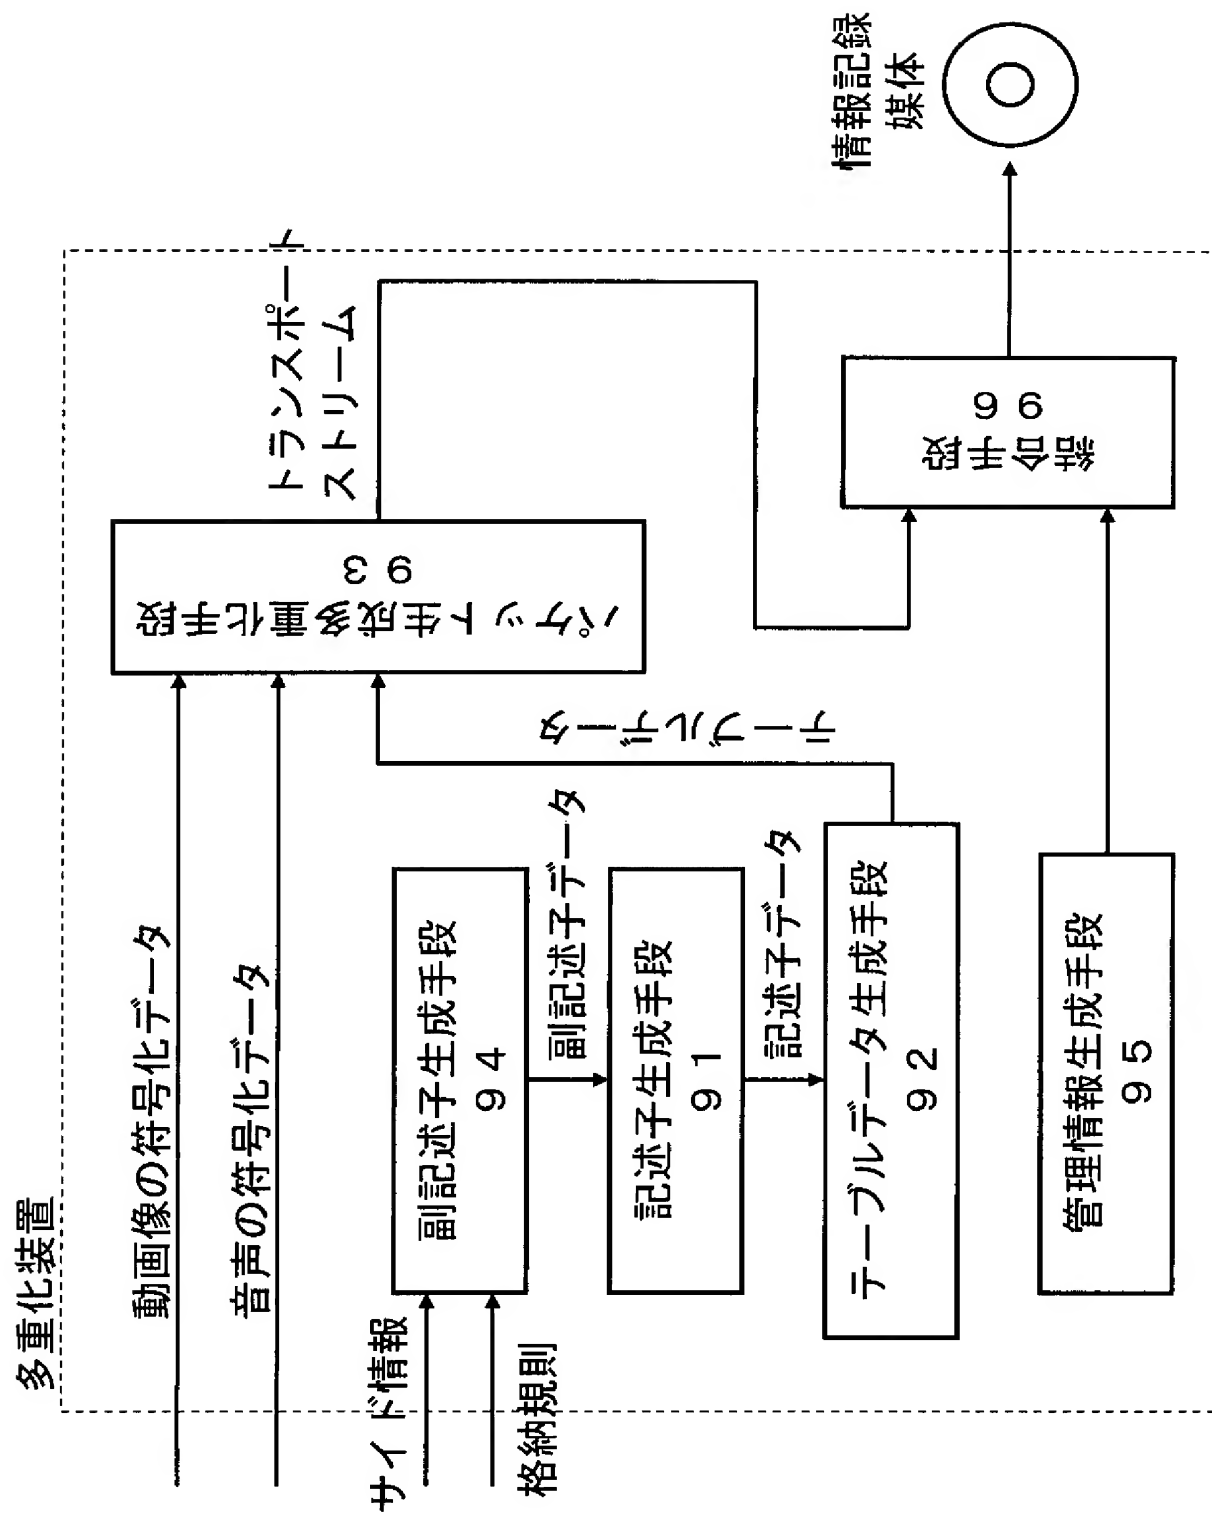 多重化装置
動画像の符号化データ
音声の符号化データ
サイド情報
格納規則
副記述子生成手段
94
副記述子データ
記述子生成手段
91
記述子データ
テーブルデータ生成手段
92
テーブルデータ
パケット生成多重化手段
93
トランスポート
ストリーム
管理情報生成手段
95
結合手段
96
情報記録
媒体